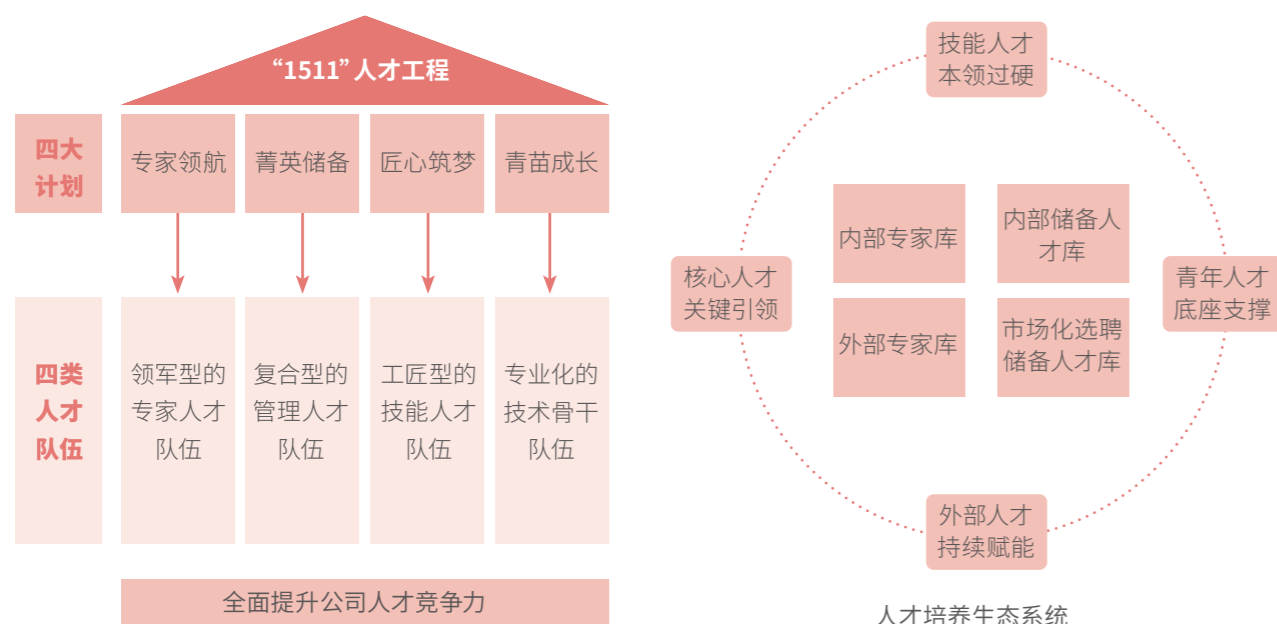 “1511”人才工程
四大
计划
专家领航
菁英储备
匠心筑梦
青苗成长
四类
人才
队伍
领军型的
专家人才
队伍
复合型的
管理人才
队伍
工匠型的
技能人才
队伍
专业化的
技术骨干
队伍
全面提升公司人才竞争力
技能人才
本领过硬
核心人才
关键引领
内部专家库
内部储备人
才库
外部专家库
市场化选聘
储备人才库
青年人才
底座支撑
外部人才
持续赋能
人才培养生态系统